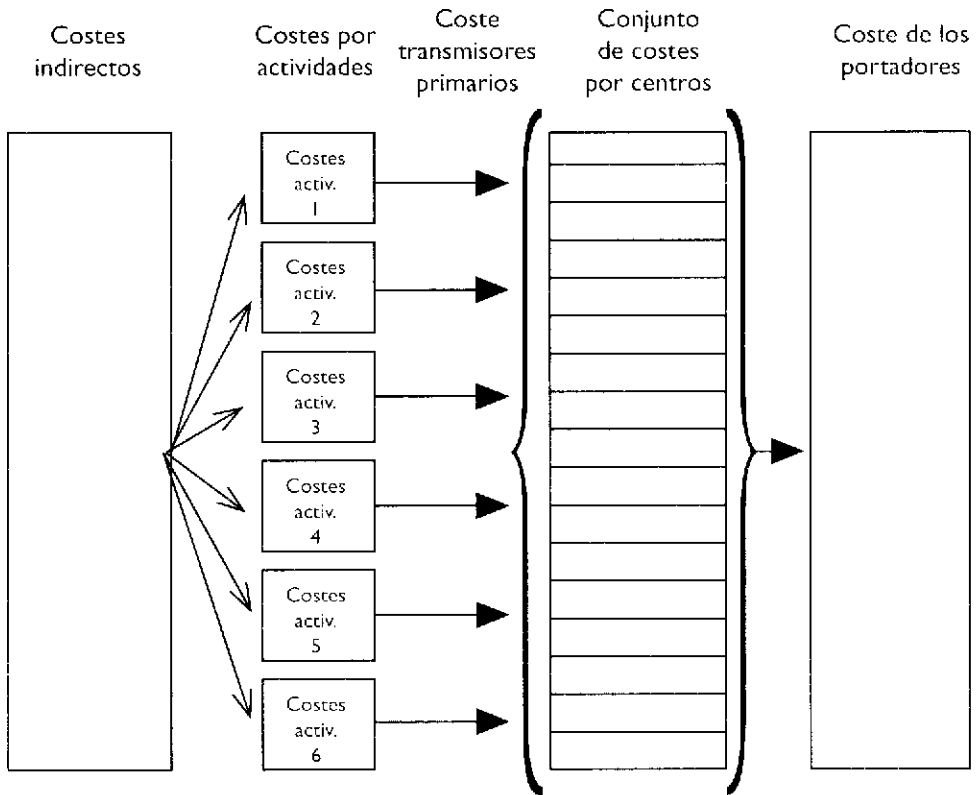 Costes
indirectos
Costes por
actividades
Coste
transmisores
primarios
Conjunto
de costes
por centros
Coste de los
portadores
Costes
activ.
1
Costes
activ.
2
Costes
activ.
3
Costes
activ.
4
Costes
activ.
5
Costes
activ.
6